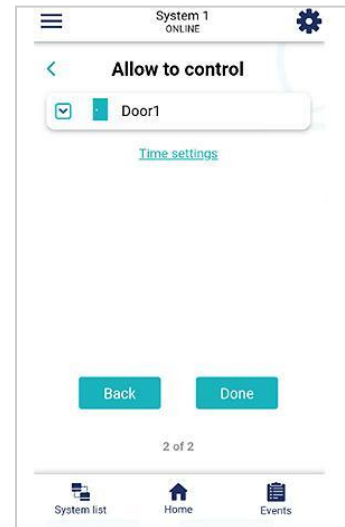 System 1
ONLINE
Allow to control
Door1
Time settings
Back Done
2 of 2
System list Home Events